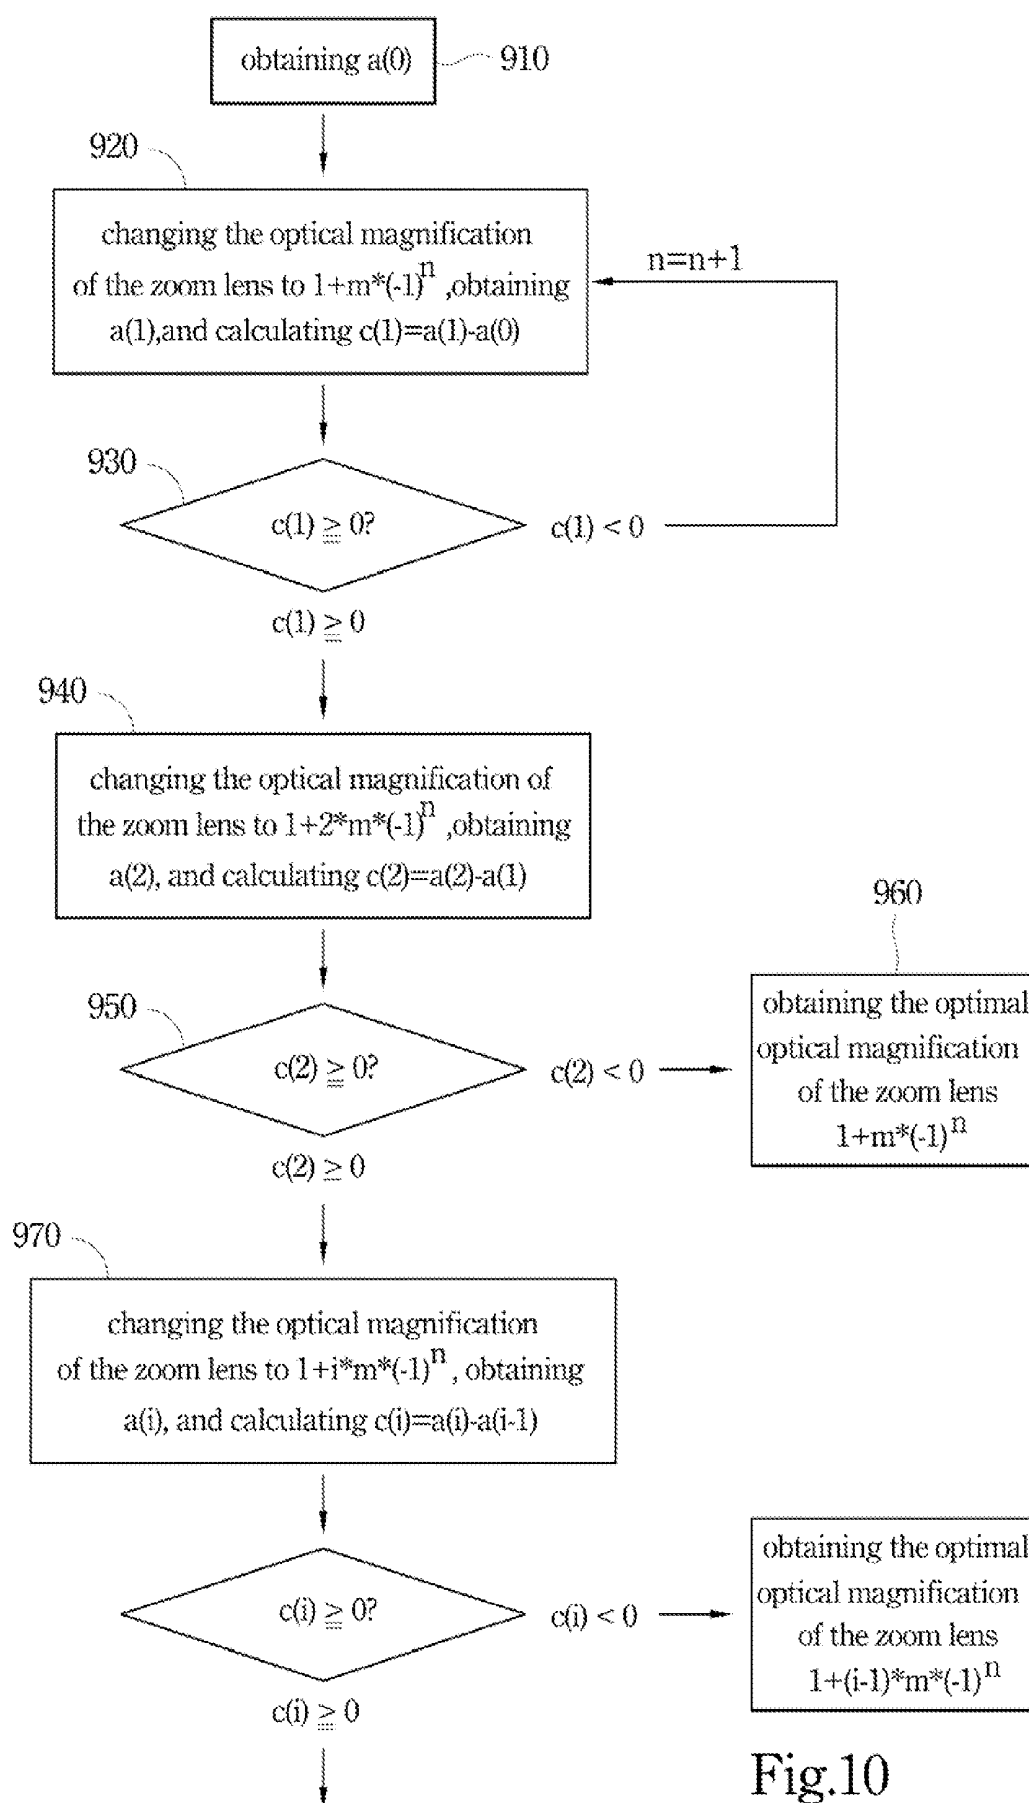 obtaining a(0)
910
920
changing the optical magnification
of the zoom lens to 1+m*(-1)^n ,obtaining
a(1),and calculating c(1)=a(1)-a(0)
n=n+1
930
c(1) ≧ 0?
c(1) < 0
c(1) ≧ 0
940
changing the optical magnification of
the zoom lens to 1+2*m*(-1)^n ,obtaining
a(2), and calculating c(2)=a(2)-a(1)
960
950
c(2) ≧ 0?
c(2) < 0
obtaining the optimal
optical magnification
of the zoom lens
1+m*(-1)^n
c(2) ≥ 0
970
changing the optical magnification
of the zoom lens to 1+i*m*(-1)^n, obtaining
a(i), and calculating c(i)=a(i)-a(i-1)
c(i) ≧ 0?
c(i) < 0
obtaining the optimal
optical magnification
of the zoom lens
1+(i-1)*m*(-1)^n
c(i) ≧ 0
Fig.10